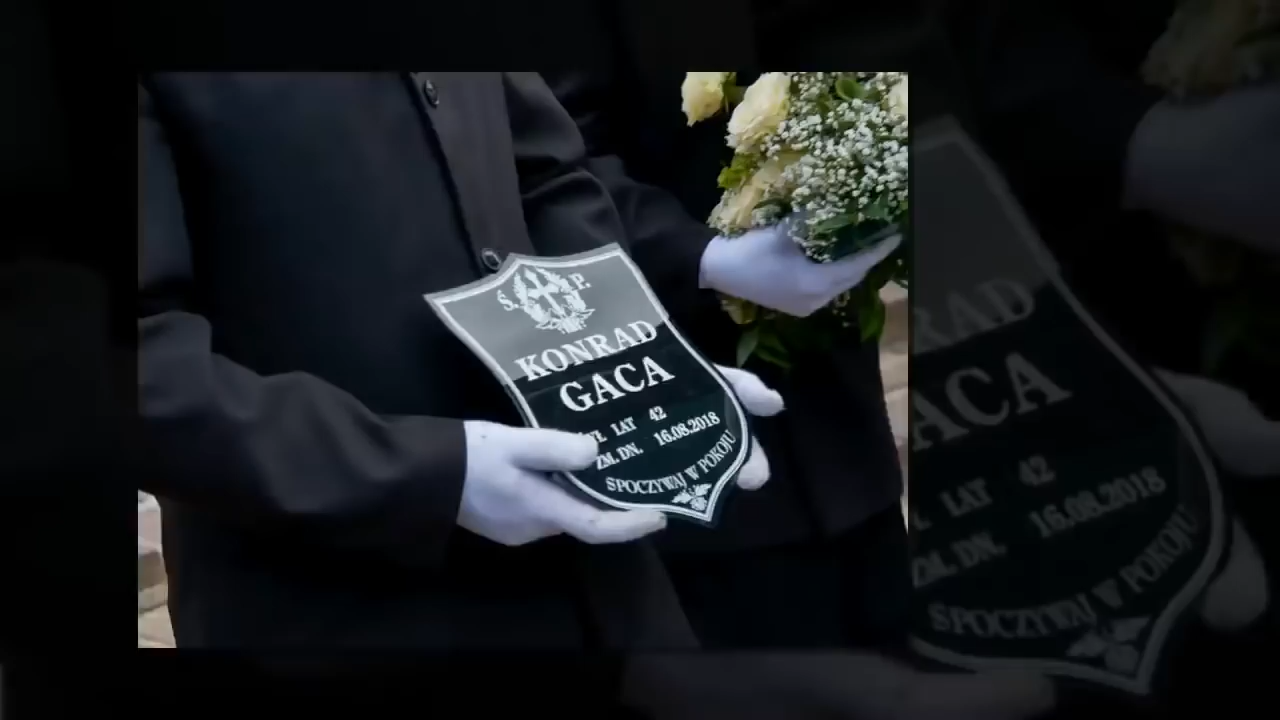 Ś. P.
KONRAD
GACA
LAT 42
ZM. DN. 16.08.2018
SPOCZYWAJ W POKOJU